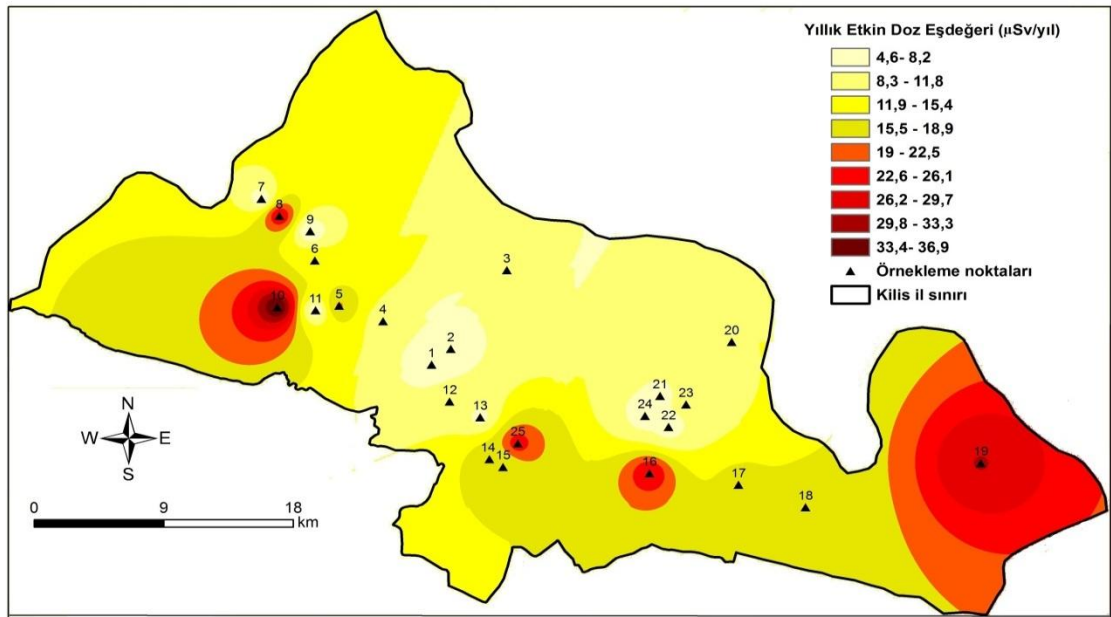 Yıllık Etkin Doz Eşdeğeri (µSv/yıl)
4,6- 8,2
8,3 - 11,8
11,9 - 15,4
15,5 - 18,9
19 - 22,5
22,6 - 26,1
26,2 - 29,7
29,8 - 33,3
33,4- 36,9
Örnekleme noktaları
Kilis il sınırı
7
8
9
6
3
10
11
5
4
20
2
1
21
12
23
24
13
22
25
14
15
16
19
17
18
N
W E
S
0 9 18
km